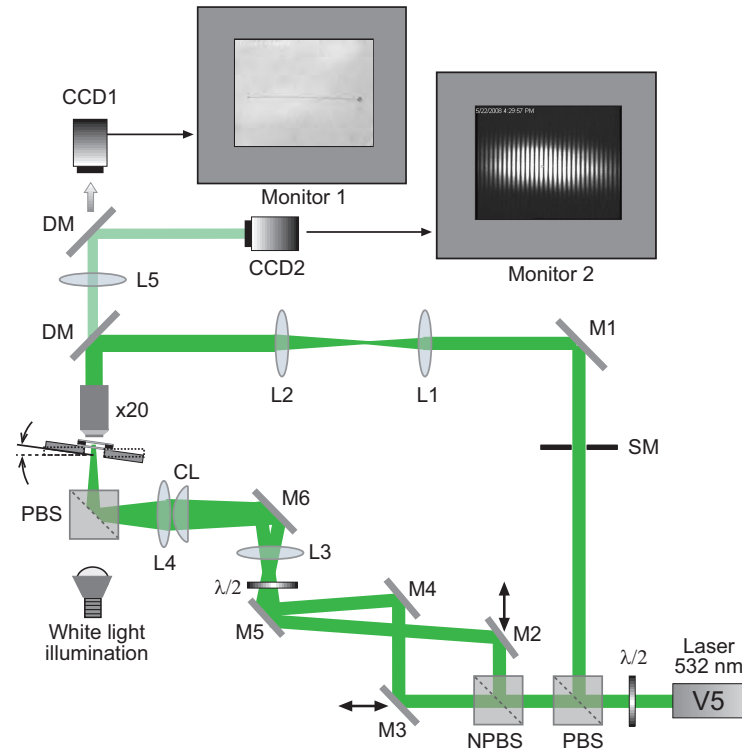 CCD1
Monitor 1
5/22/2008 4:29:57 PM
Monitor 2
DM
CCD2
L5
DM
M1
L2
L1
x20
SM
PBS
CL
L4
M6
L3
λ/2
M4
M5
M2
White light
illumination
M3
NPBS
PBS
λ/2
Laser
532 nm
V5